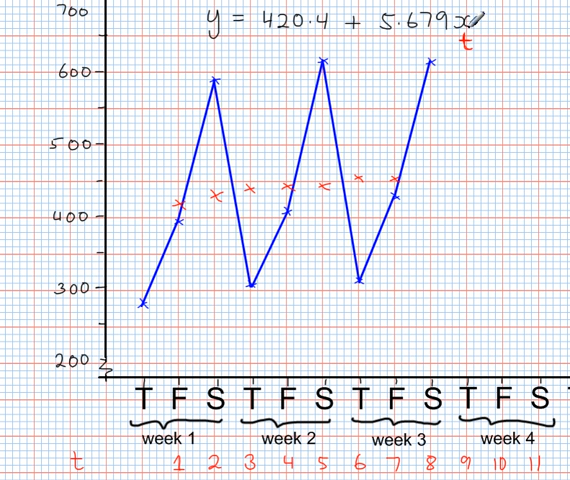 y = 420.4 + 5.679x
t
700
600
500
400
300
200
T F S T F S T F S T F S
week 1 week 2 week 3 week 4
t 1 2 3 4 5 6 7 8 9 10 11